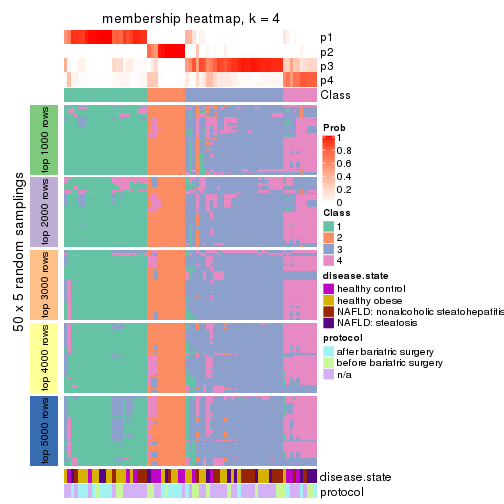 membership heatmap, k = 4
p1
p2
p3
p4
Class
50 x 5 random samplings
top 1000 rows
top 2000 rows
top 3000 rows
top 4000 rows
top 5000 rows
disease.state
protocol
Prob
1
0.8
0.6
0.4
0.2
0
Class
1
2
3
4
disease.state
healthy control
healthy obese
NAFLD: nonalcoholic steatohepatitis
NAFLD: steatosis
protocol
after bariatric surgery
before bariatric surgery
n/a